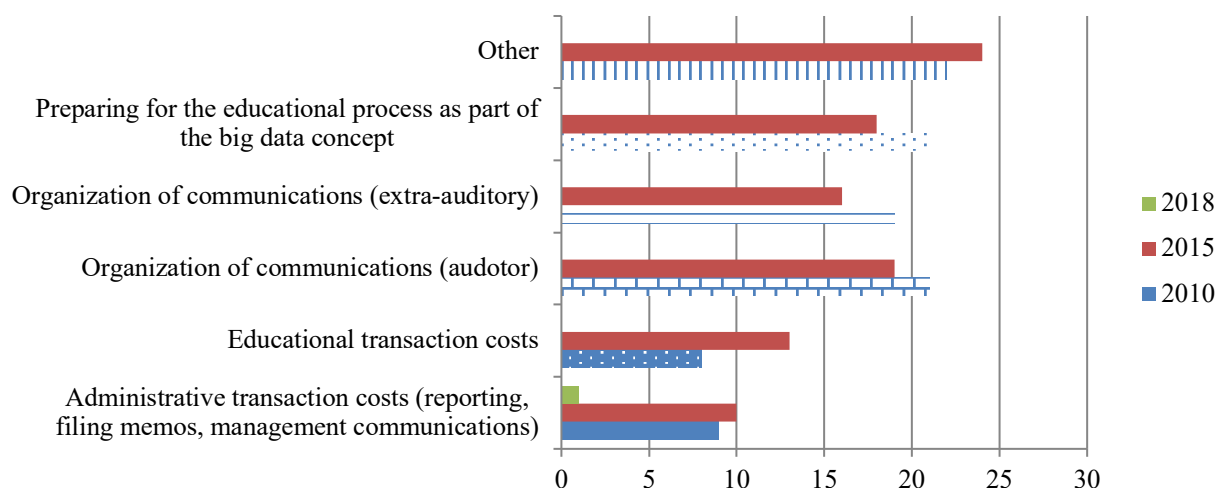 Other
Preparing for the educational process as part of
the big data concept
Organization of communications (extra-auditory)
Organization of communications (audotor)
Educational transaction costs
Administrative transaction costs (reporting,
filing memos, management communications)
0 5 10 15 20 25 30
2018
2015
2010